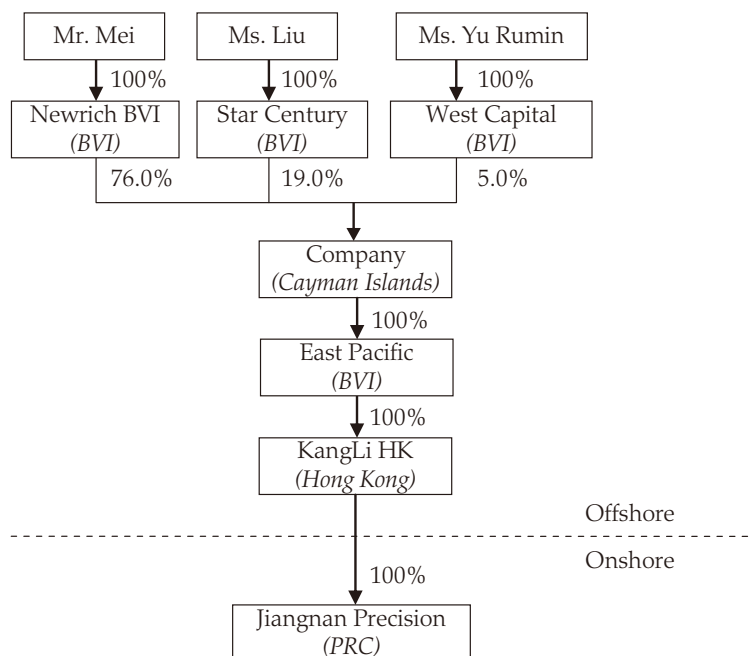 Mr. Mei
Ms. Liu
Ms. Yu Rumin
100%
100%
100%
Newrich BVI
(BVI)
Star Century
(BVI)
West Capital
(BVI)
76.0%
19.0%
5.0%
Company
(Cayman Islands)
100%
East Pacific
(BVI)
100%
KangLi HK
(Hong Kong)
Offshore
Onshore
100%
Jiangnan Precision
(PRC)